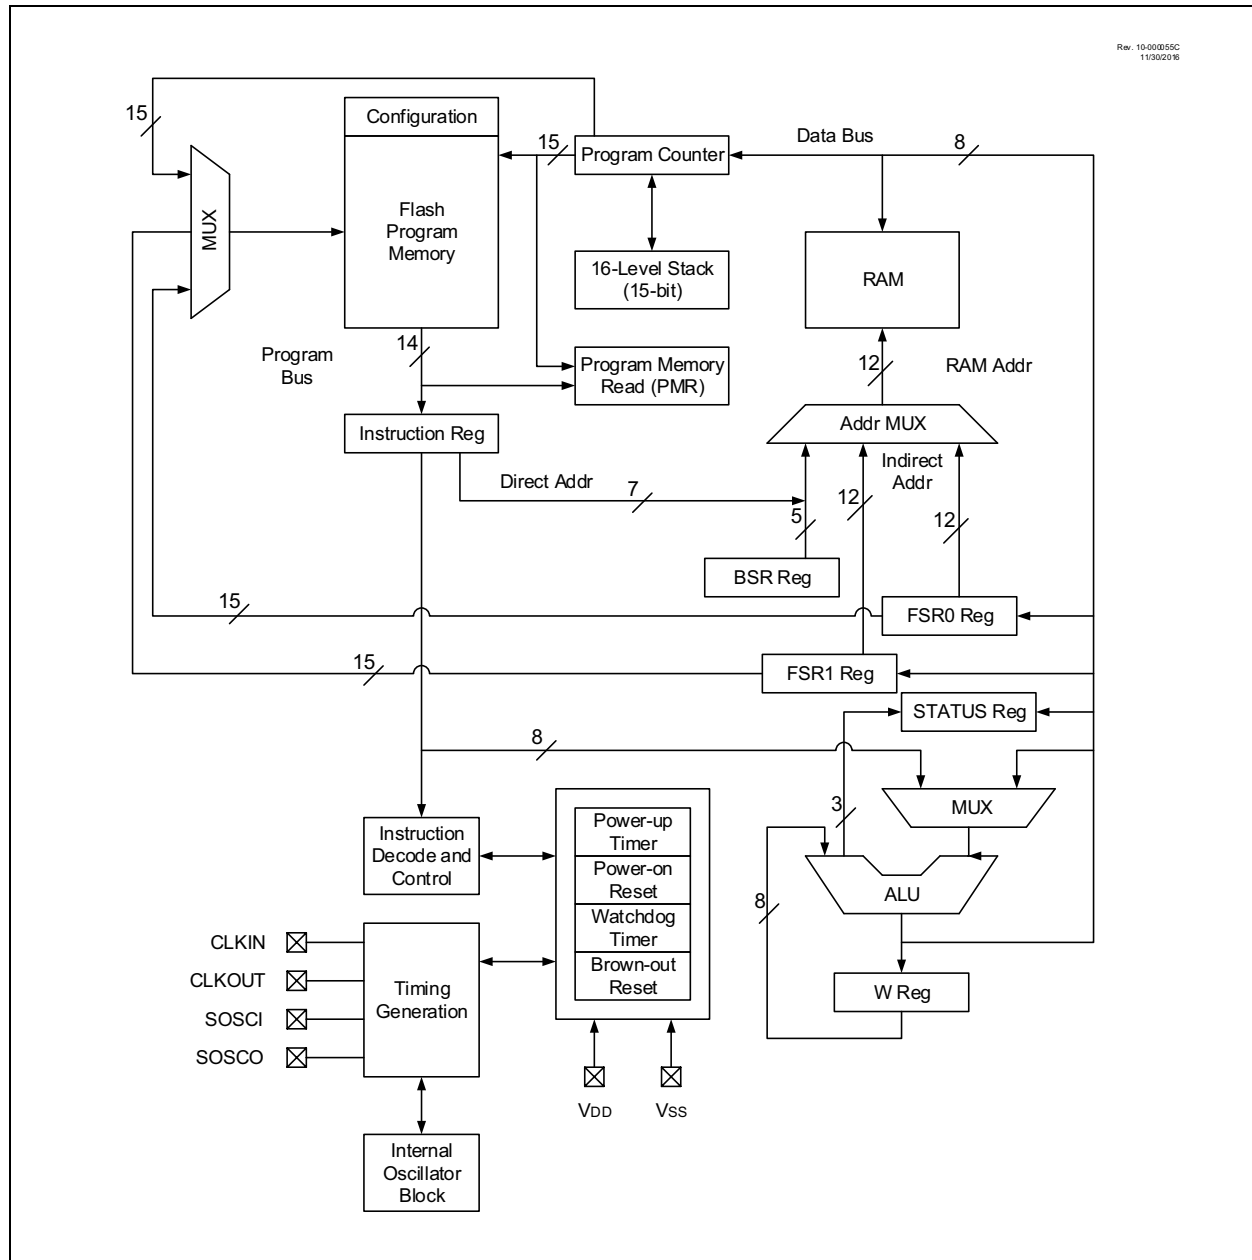 Rev. 10-000055C
11/30/2016
15
Configuration
15
Program Counter
Data Bus
8
MUX
Flash
Program
Memory
16-Level Stack
(15-bit)
RAM
Program
Bus
14
Program Memory
Read (PMR)
12
RAM Addr
Instruction Reg
Addr MUX
Direct Addr
7
Indirect
Addr
5
12
12
BSR Reg
15
FSR0 Reg
15
FSR1 Reg
STATUS Reg
8
3
MUX
Instruction
Decode and
Control
Power-up
Timer
Power-on
Reset
Watchdog
Timer
Brown-out
Reset
8
ALU
W Reg
CLKIN
CLKOUT
SOSCI
SOSCO
Timing
Generation
VDD
VSS
Internal
Oscillator
Block